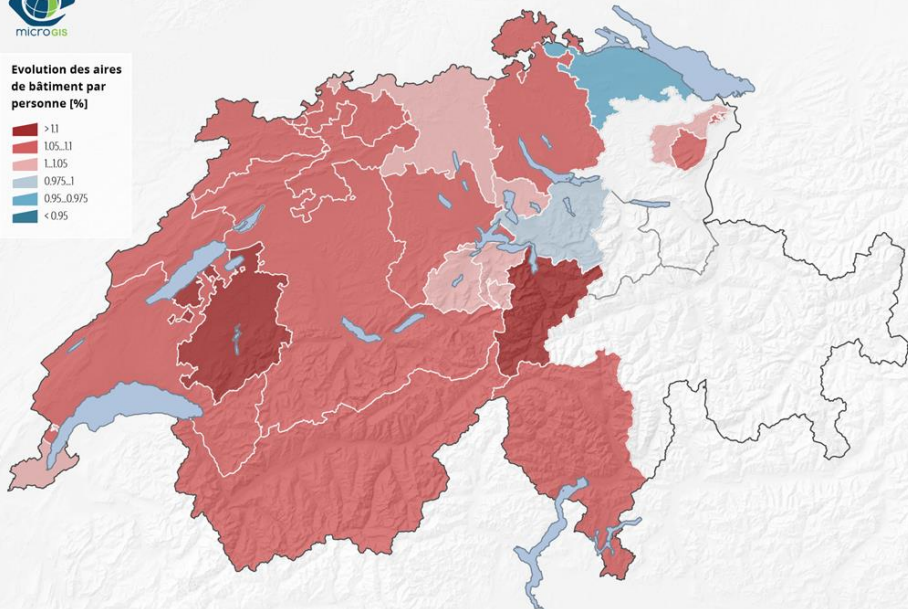 microGIS
Evolution des aires
de bâtiment par
personne [%]
> 1.1
1.05...1.1
1...1.05
0.975...1
0.95...0.975
< 0.95